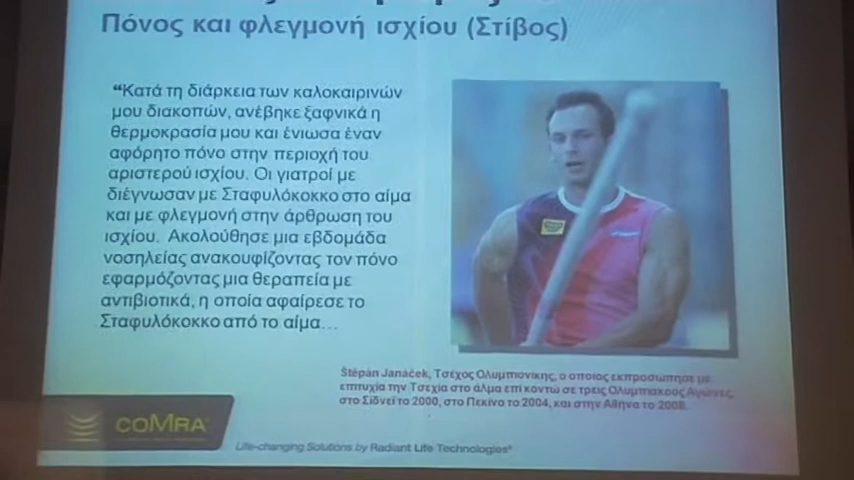 Πόνος και φλεγμονή ισχίου (Στίβος)
“Κατά τη διάρκεια των καλοκαιρινών
μου διακοπών, ανέβηκε ξαφνικά η
θερμοκρασία μου και ένιωσα έναν
αφόρητο πόνο στην περιοχή του
αριστερού ισχίου. Οι γιατροί με
διέγνωσαν με Σταφυλόκοκκο στο αίμα
και με φλεγμονή στην άρθρωση του
ισχίου. Ακολούθησε μια εβδομάδα
νοσηλείας ανακουφίζοντας τον πόνο
εφαρμόζοντας μια θεραπεία με
αντιβιοτικά, η οποία αφαίρεσε το
Σταφυλόκοκκο από το αίμα…
Štěpán Janáček, Τσέχος Ολυμπιονίκης, ο οποίος εκπροσώπησε με
επιτυχία την Τσεχία στο άλμα επί κοντώ σε τρεις Ολυμπιακούς Αγώνες,
στο Σίδνεϊ το 2000, στο Πεκίνο το 2004, και στην Αθήνα το 2008.
coMRA
Life-changing Solutions by Radiant Life Technologies®